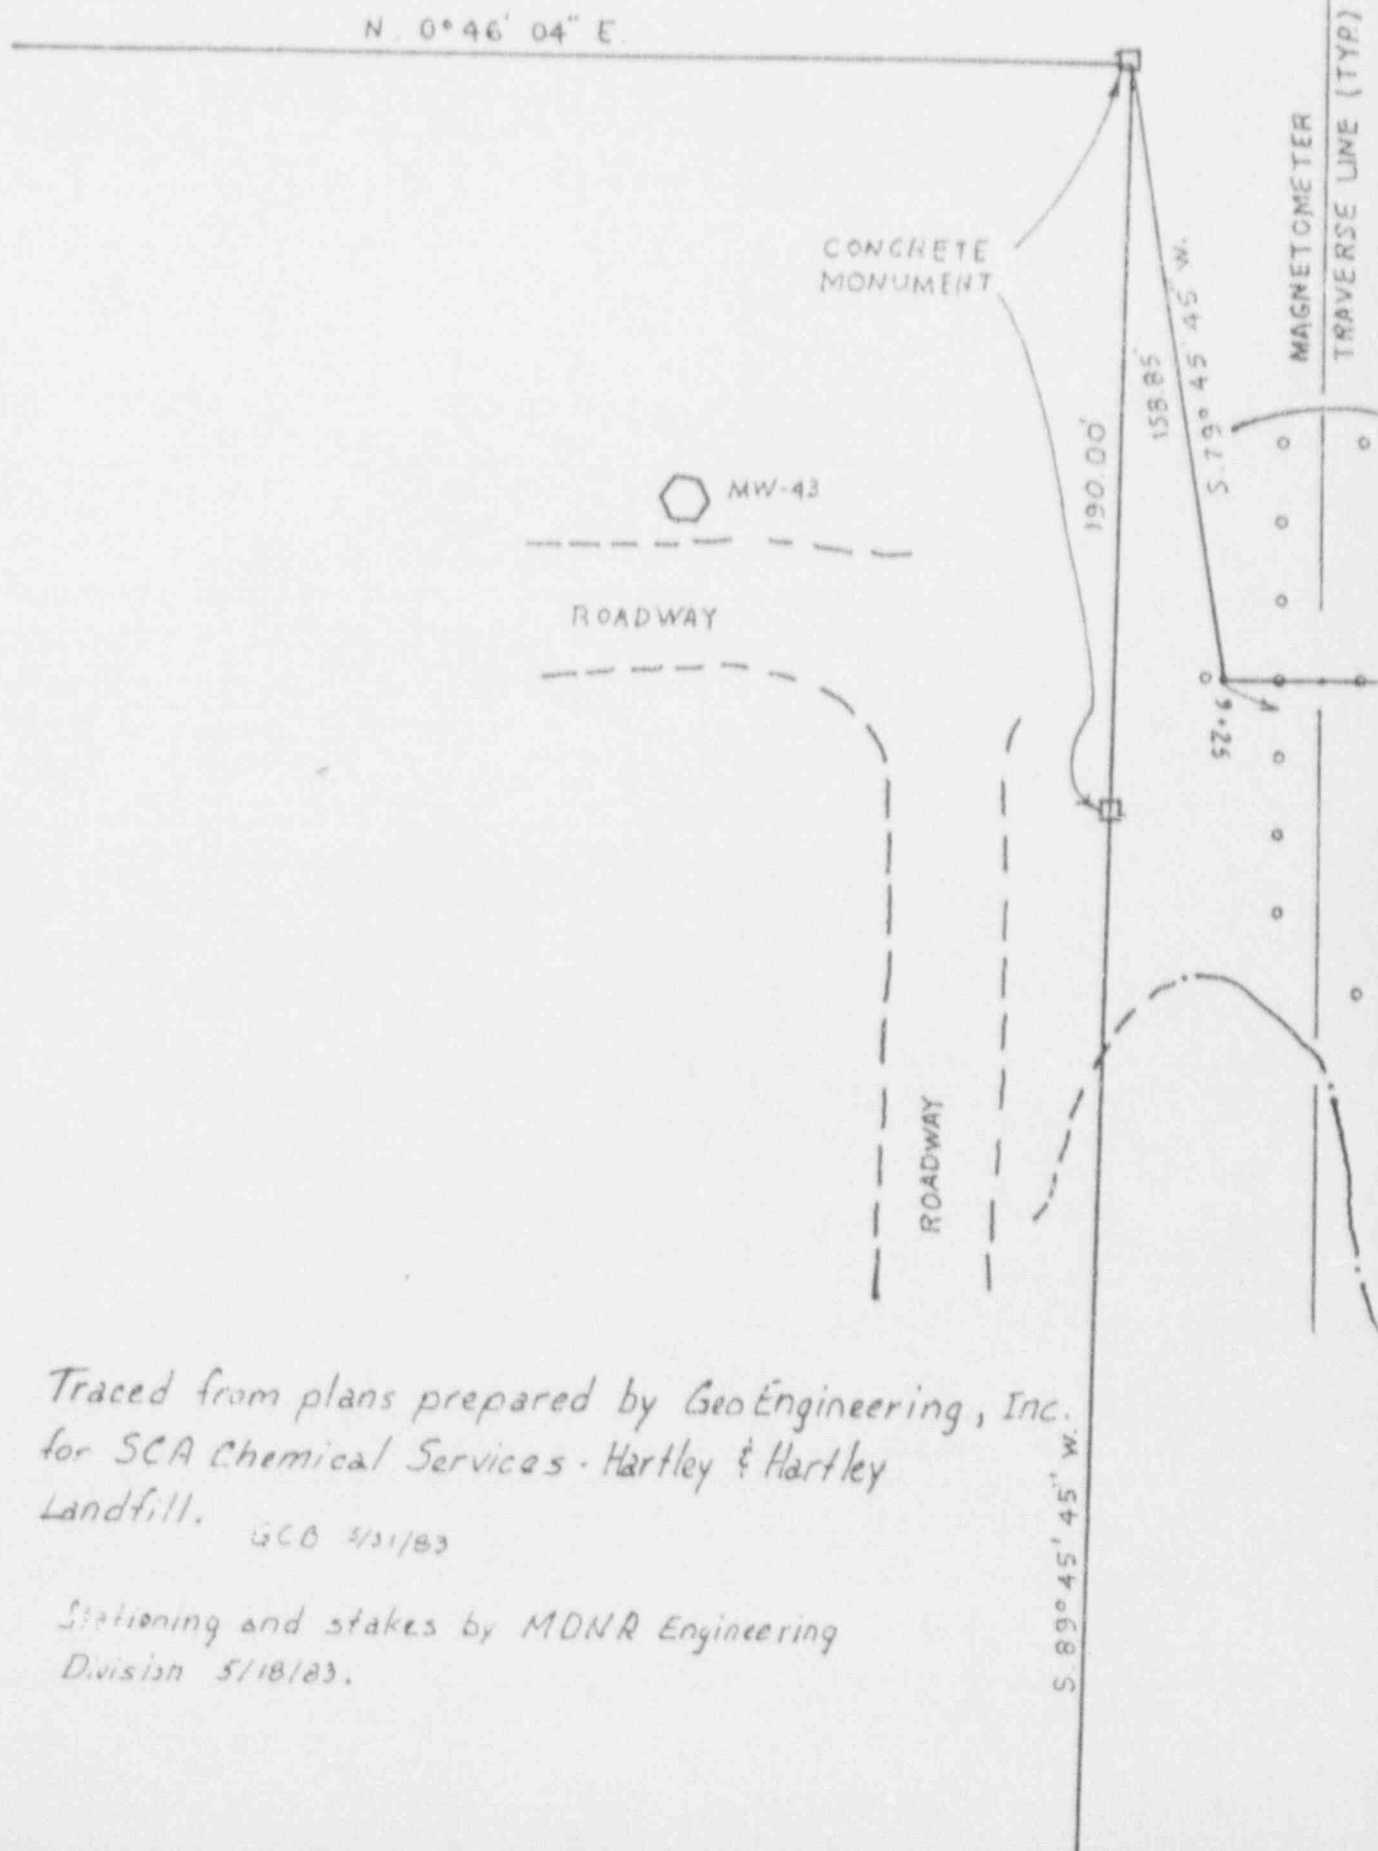 N. 0° 46' 04" E.
MAGNETOMETER
TRAVERSE LINE (TYP.)
CONCRETE
MONUMENT
190.00'
158.85'
S. 79° 45' 45" W.
MW-43
ROADWAY
9+25
ROADWAY
Traced from plans prepared by GeoEngineering, Inc.
for SCA Chemical Services - Hartley & Hartley
Landfill.
GCB 5/31/83
Stationing and stakes by MDNR Engineering
Division 5/18/83.
S. 89° 45' 45" W.